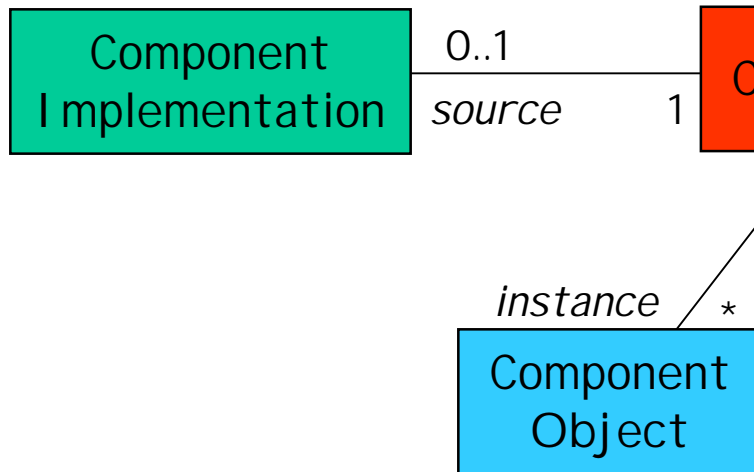 Component
Implementation
0..1
source
1
instance
*
Component
Object